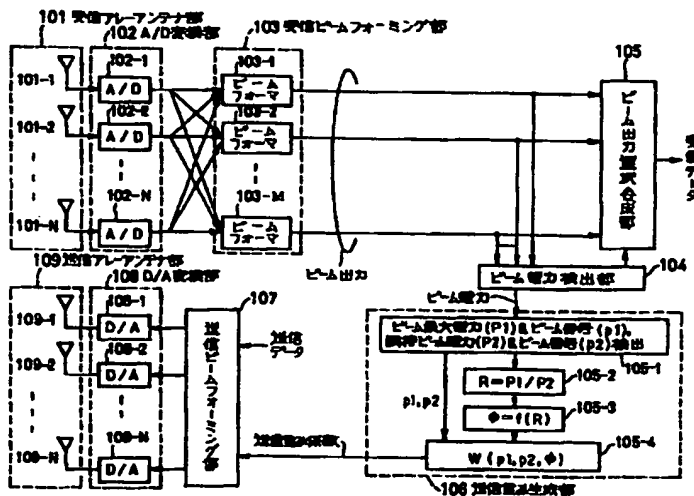 101 受信アレーアンテナ部
102 A/D変換部
103 受信ビームフォーミング部
101-1
102-1
A/D
103-1
ビーム
フォーマ
105
101-2
102-2
A/D
103-2
ビーム
フォーマ
ビーム出力
101-N
102-N
A/D
103-M
ビーム
フォーマ
ビーム出力
受信データ
109 送信アレーアンテナ部
108 D/A変換部
ビーム電力検出部
104
ビーム電力
109-1
108-1
D/A
107
送信ビームフォーミング部
送信
データ
ビーム最大電力(P1)&ビーム番号(p1),
隣接ビーム電力(P2)&ビーム番号(p2)検出
105-1
109-2
108-2
D/A
p1,p2
R=P1/P2
105-2
Φ=f(R)
105-3
109-N
108-N
D/A
W(p1,p2,Φ)
105-4
106 送信重み生成部